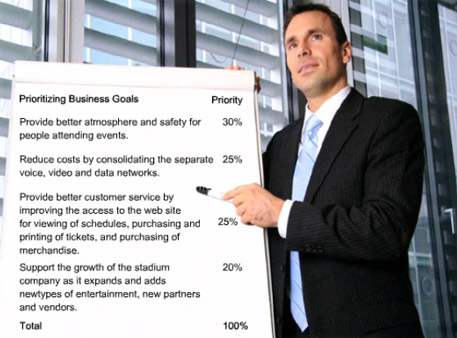 Prioritizing Business Goals Priority
Provide better atmosphere and safety for 30%
people attending events.
Reduce costs by consolidating the separate 25%
voice, video and data networks.
Provide better customer service by
improving the access to the web site
for viewing of schedules, purchasing and 25%
printing of tickets, and purchasing of
merchandise.
Support the growth of the stadium 20%
company as it expands and adds
newtypes of entertainment, new partners
and vendors.
Total 100%